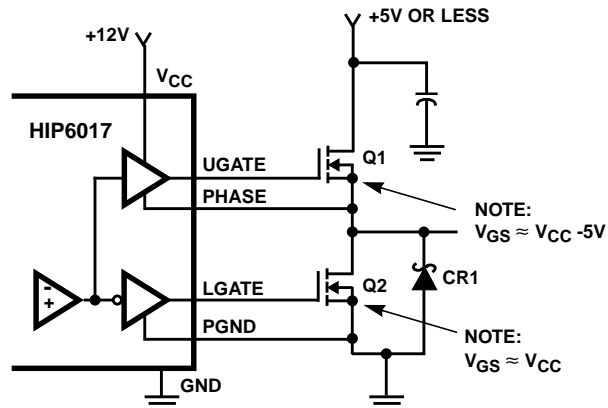 +5V OR LESS
+12V
VCC
HIP6017
UGATE
Q1
PHASE
NOTE:
VGS ≈ VCC -5V
-
+
LGATE
Q2
CR1
PGND
NOTE:
VGS ≈ VCC
GND